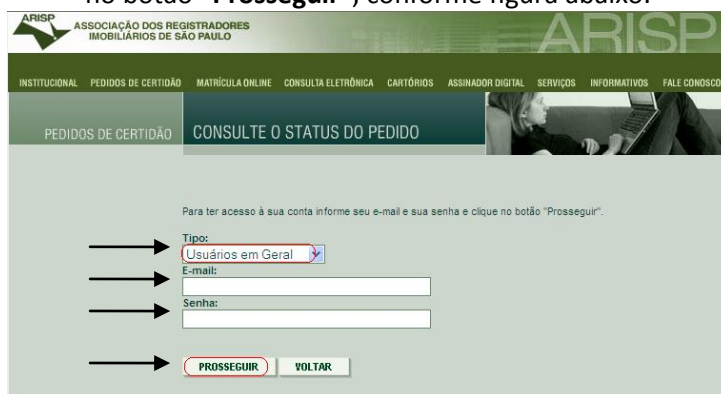 no botão "Prosseguir", conforme figura abaixo:
ARISP
ASSOCIAÇÃO DOS REGISTRADORES
IMOBILIÁRIOS DE SÃO PAULO
ARISP
INSTITUCIONAL PEDIDOS DE CERTIDÃO MATRÍCULA ONLINE CONSULTA ELETRÔNICA CARTÓRIOS ASSINADOR DIGITAL SERVIÇOS INFORMATIVOS FALE CONOSCO
PEDIDOS DE CERTIDÃO CONSULTE O STATUS DO PEDIDO
Para ter acesso à sua conta informe seu e-mail e sua senha e clique no botão "Prosseguir".
Tipo:
Usuários em Geral
E-mail:
Senha:
PROSSEGUIR VOLTAR